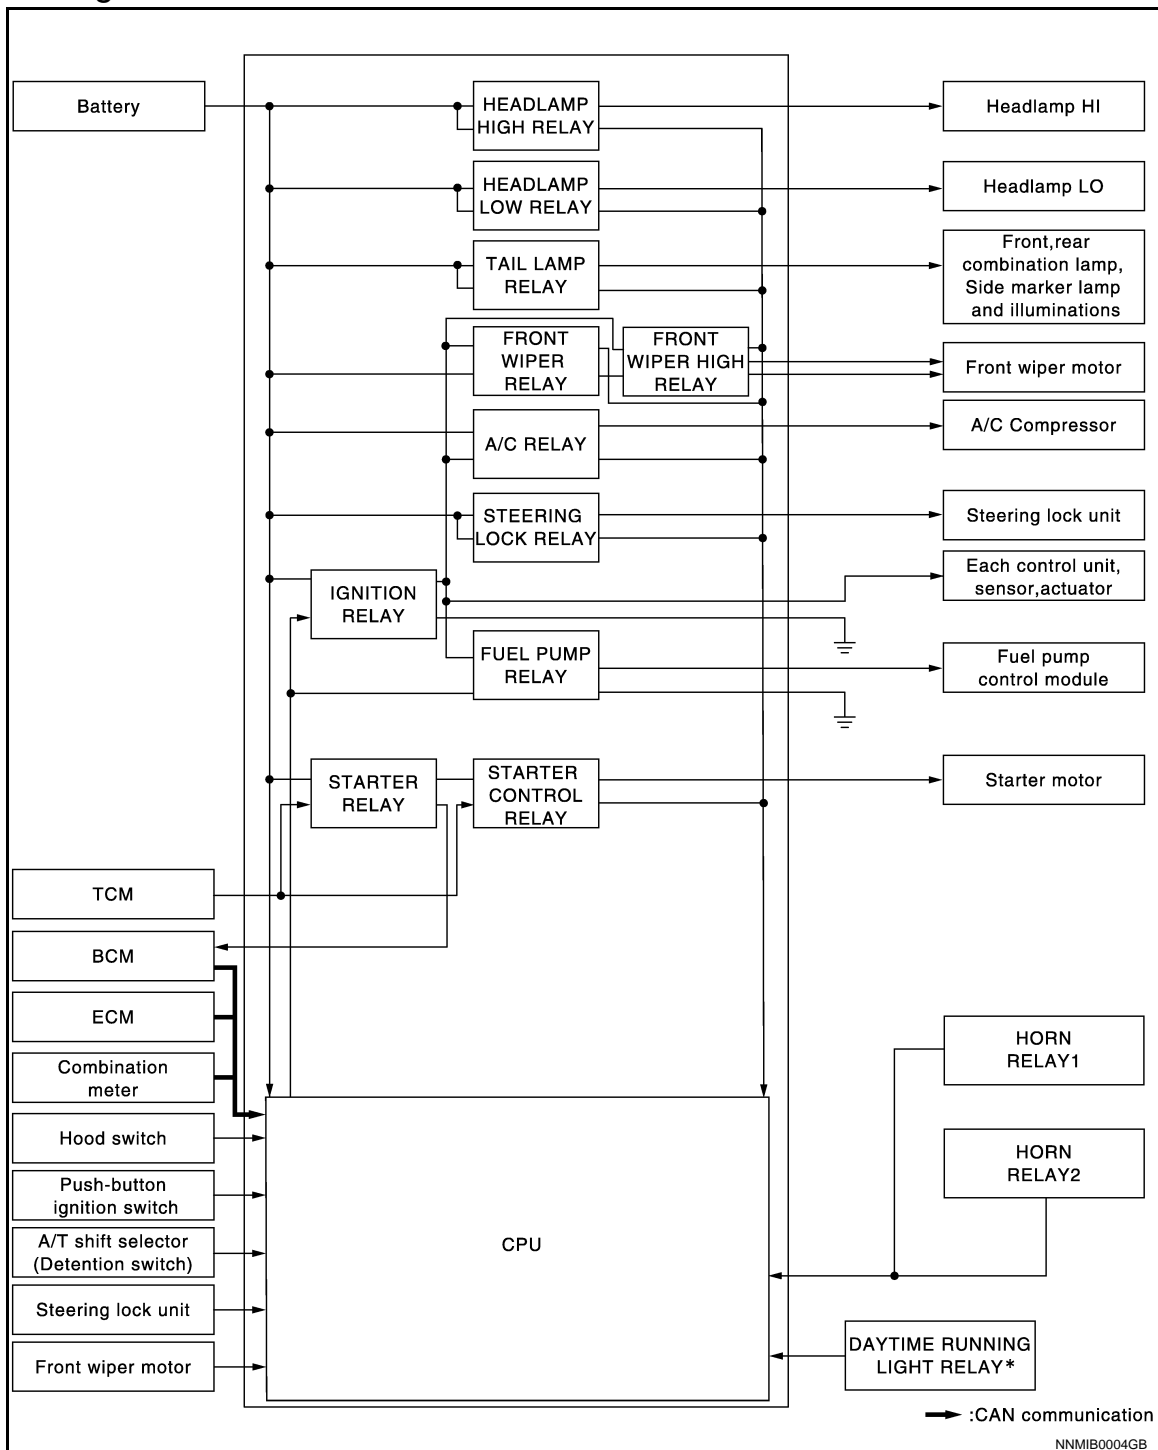 Battery
HEADLAMP
HIGH RELAY
Headlamp HI
HEADLAMP
LOW RELAY
Headlamp LO
TAIL LAMP
RELAY
Front,rear
combination lamp,
Side marker lamp
and illuminations
FRONT
WIPER
RELAY
FRONT
WIPER HIGH
RELAY
Front wiper motor
A/C RELAY
A/C Compressor
STEERING
LOCK RELAY
Steering lock unit
IGNITION
RELAY
Each control unit,
sensor,actuator
FUEL PUMP
RELAY
Fuel pump
control module
STARTER
RELAY
STARTER
CONTROL
RELAY
Starter motor
TCM
BCM
ECM
Combination
meter
Hood switch
Push-button
ignition switch
A/T shift selector
(Detention switch)
Steering lock unit
Front wiper motor
CPU
HORN
RELAY1
HORN
RELAY2
DAYTIME RUNNING
LIGHT RELAY*
:CAN communication
NNMIB0004GB